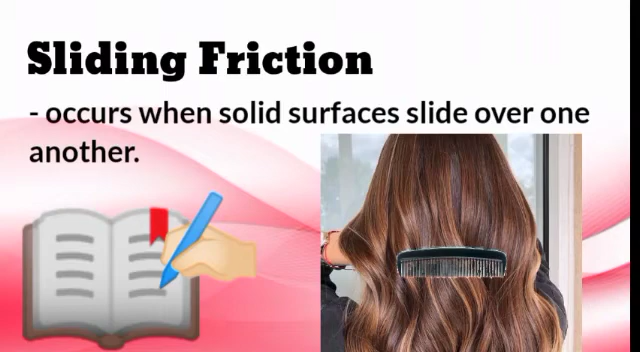 Sliding Friction
- occurs when solid surfaces slide over one
another.